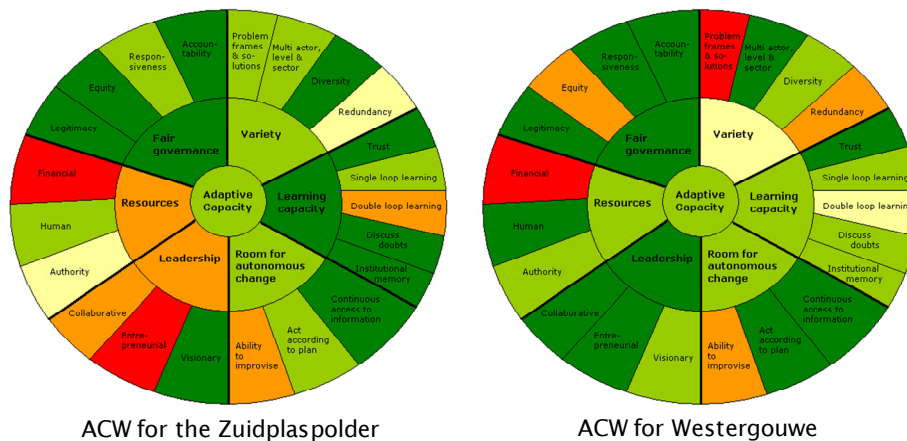 Problem
frames
& so-
lutions
Multi actor,
level &
sector
Diversity
Redundancy
Trust
Single loop learning
Double loop learning
Discuss
doubts
Institutional
memory
Continuous
access to
information
Act
according
to plan
Ability
to
improvise
Visionary
Entre-
preneurial
Collaborative
Authority
Human
Financial
Legitimacy
Equity
Respon-
siveness
Accoun-
tability
Variety
Learning
capacity
Room for
autonomous
change
Leadership
Resources
Fair
governance
Adaptive
Capacity
ACW for the Zuidplaspolder
Problem
frames
& so-
lutions
Multi actor,
level &
sector
Diversity
Redundancy
Trust
Single loop learning
Double loop learning
Discuss
doubts
Institutional
memory
Continuous
access to
information
Act
according
to plan
Ability
to
improvise
Visionary
Entre-
preneurial
Collaborative
Authority
Human
Financial
Legitimacy
Equity
Respon-
siveness
Accoun-
tability
Variety
Learning
capacity
Room for
autonomous
change
Leadership
Resources
Fair
governance
Adaptive
Capacity
ACW for Westergouwe